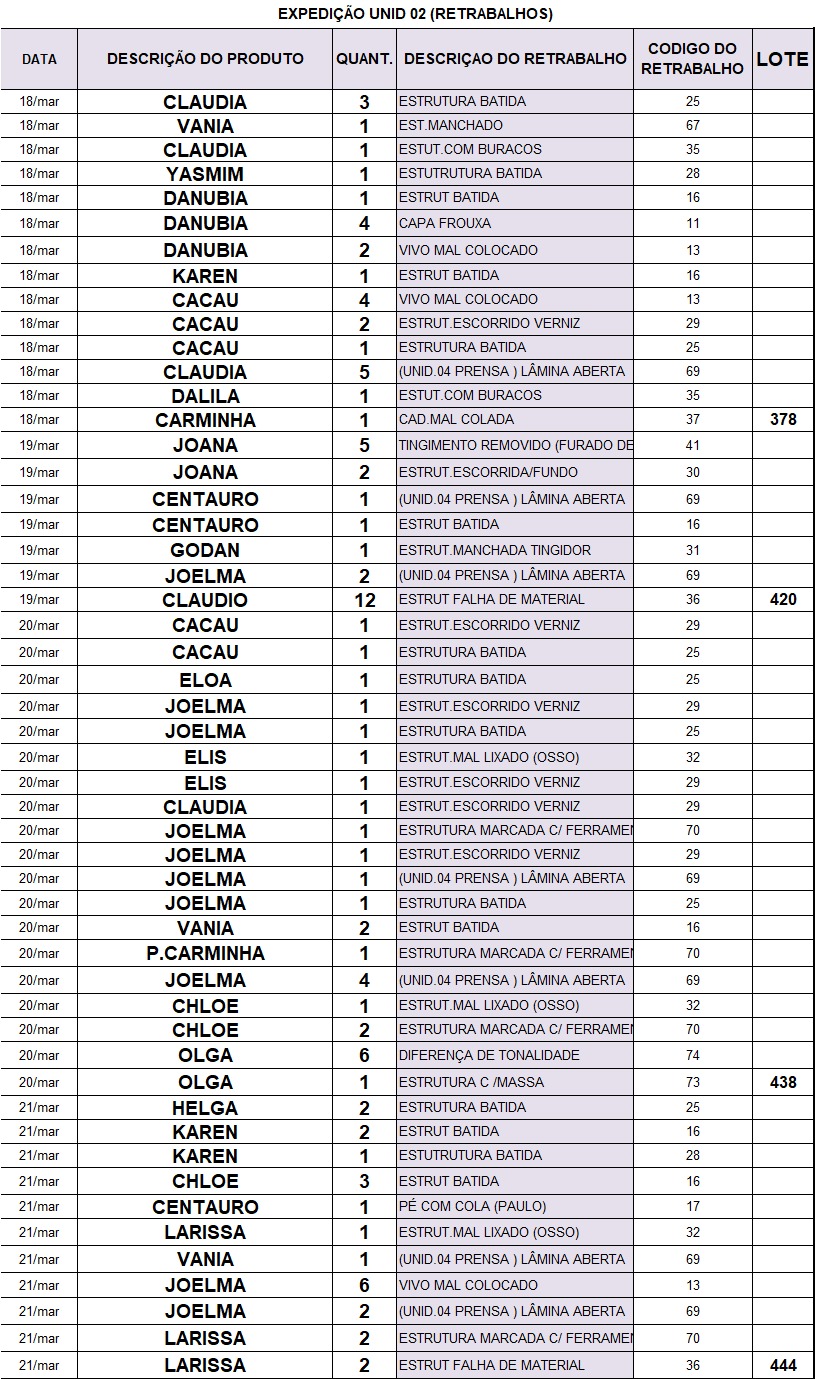 EXPEDIÇÃO UNID 02 (RETRABALHOS)
DATA DESCRIÇÃO DO PRODUTO QUANT. DESCRIÇAO DO RETRABALHO CODIGO DO RETRABALHO LOTE
18/mar CLAUDIA 3 ESTRUTURA BATIDA 25
18/mar VANIA 1 EST.MANCHADO 67
18/mar CLAUDIA 1 ESTUT.COM BURACOS 35
18/mar YASMIM 1 ESTUTRUTURA BATIDA 28
18/mar DANUBIA 1 ESTRUT BATIDA 16
18/mar DANUBIA 4 CAPA FROUXA 11
18/mar DANUBIA 2 VIVO MAL COLOCADO 13
18/mar KAREN 1 ESTRUT BATIDA 16
18/mar CACAU 4 VIVO MAL COLOCADO 13
18/mar CACAU 2 ESTRUT.ESCORRIDO VERNIZ 29
18/mar CACAU 1 ESTRUTURA BATIDA 25
18/mar CLAUDIA 5 (UNID.04 PRENSA ) LÂMINA ABERTA 69
18/mar DALILA 1 ESTUT.COM BURACOS 35
18/mar CARMINHA 1 CAD.MAL COLADA 37 378
19/mar JOANA 5 TINGIMENTO REMOVIDO (FURADO DE 41
19/mar JOANA 2 ESTRUT.ESCORRIDA/FUNDO 30
19/mar CENTAURO 1 (UNID.04 PRENSA ) LÂMINA ABERTA 69
19/mar CENTAURO 1 ESTRUT BATIDA 16
19/mar GODAN 1 ESTRUT.MANCHADA TINGIDOR 31
19/mar JOELMA 2 (UNID.04 PRENSA ) LÂMINA ABERTA 69
19/mar CLAUDIO 12 ESTRUT FALHA DE MATERIAL 36 420
20/mar CACAU 1 ESTRUT.ESCORRIDO VERNIZ 29
20/mar CACAU 1 ESTRUTURA BATIDA 25
20/mar ELOA 1 ESTRUTURA BATIDA 25
20/mar JOELMA 1 ESTRUT.ESCORRIDO VERNIZ 29
20/mar JOELMA 1 ESTRUTURA BATIDA 25
20/mar ELIS 1 ESTRUT.MAL LIXADO (OSSO) 32
20/mar ELIS 1 ESTRUT.ESCORRIDO VERNIZ 29
20/mar CLAUDIA 1 ESTRUT.ESCORRIDO VERNIZ 29
20/mar JOELMA 1 ESTRUTURA MARCADA C/ FERRAMEN 70
20/mar JOELMA 1 ESTRUT.ESCORRIDO VERNIZ 29
20/mar JOELMA 1 (UNID.04 PRENSA ) LÂMINA ABERTA 69
20/mar JOELMA 1 ESTRUTURA BATIDA 25
20/mar VANIA 2 ESTRUT BATIDA 16
20/mar P.CARMINHA 1 ESTRUTURA MARCADA C/ FERRAMEN 70
20/mar JOELMA 4 (UNID.04 PRENSA ) LÂMINA ABERTA 69
20/mar CHLOE 1 ESTRUT.MAL LIXADO (OSSO) 32
20/mar CHLOE 2 ESTRUTURA MARCADA C/ FERRAMEN 70
20/mar OLGA 6 DIFERENÇA DE TONALIDADE 74
20/mar OLGA 1 ESTRUTURA C /MASSA 73 438
21/mar HELGA 2 ESTRUTURA BATIDA 25
21/mar KAREN 2 ESTRUT BATIDA 16
21/mar KAREN 1 ESTUTRUTURA BATIDA 28
21/mar CHLOE 3 ESTRUT BATIDA 16
21/mar CENTAURO 1 PÉ COM COLA (PAULO) 17
21/mar LARISSA 1 ESTRUT.MAL LIXADO (OSSO) 32
21/mar VANIA 1 (UNID.04 PRENSA ) LÂMINA ABERTA 69
21/mar JOELMA 6 VIVO MAL COLOCADO 13
21/mar JOELMA 2 (UNID.04 PRENSA ) LÂMINA ABERTA 69
21/mar LARISSA 2 ESTRUTURA MARCADA C/ FERRAMEN 70
21/mar LARISSA 2 ESTRUT FALHA DE MATERIAL 36 444